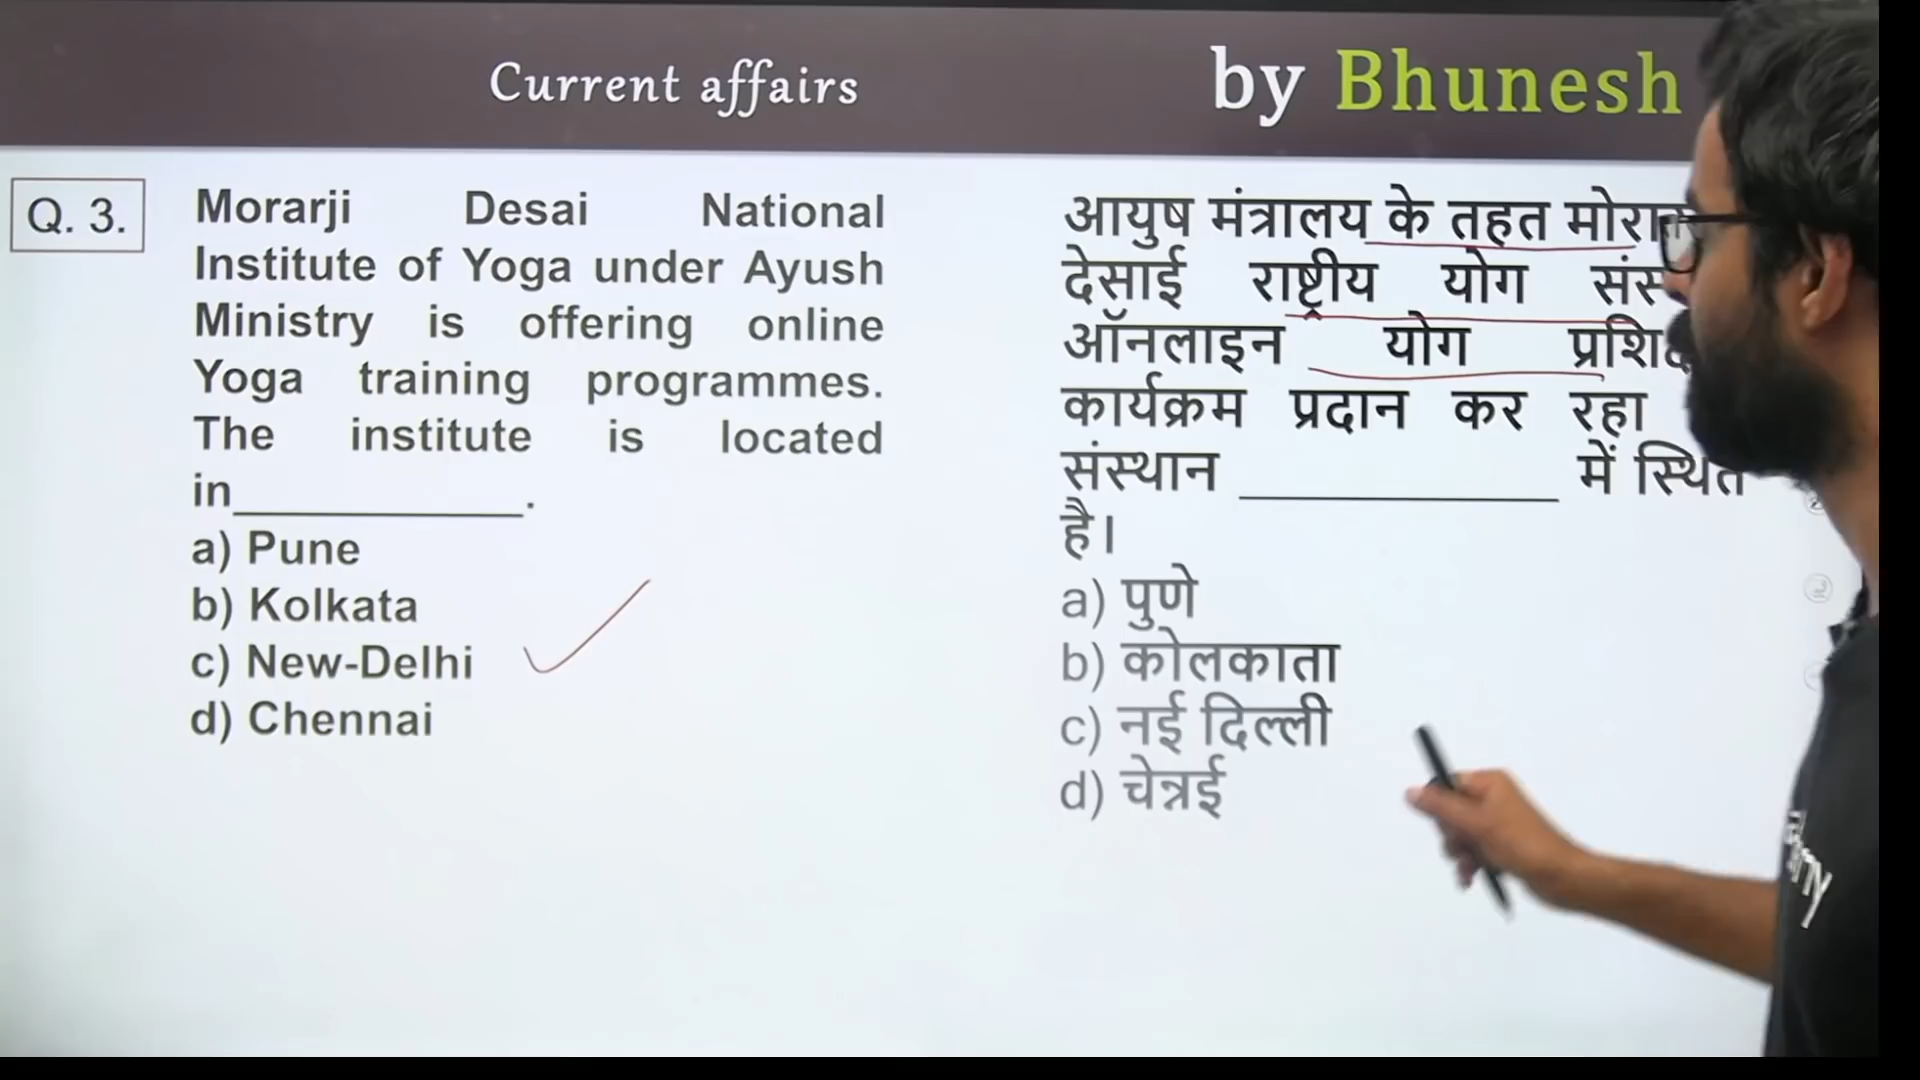 Current affairs
by Bhunesh
Q. 3.
Morarji Desai National
Institute of Yoga under Ayush
Ministry is offering online
Yoga training programmes.
The institute is located
in____________.
a) Pune
b) Kolkata
c) New-Delhi
d) Chennai
आयुष मंत्रालय के तहत
देसाई राष्ट्रीय योग
ऑनलाइन योग
कार्यक्रम प्रदान कर रहा
संस्थान ____________ में स्थित
है।
a) पुणे
b) कोलकाता
c) नई दिल्ली
d) चेन्नई